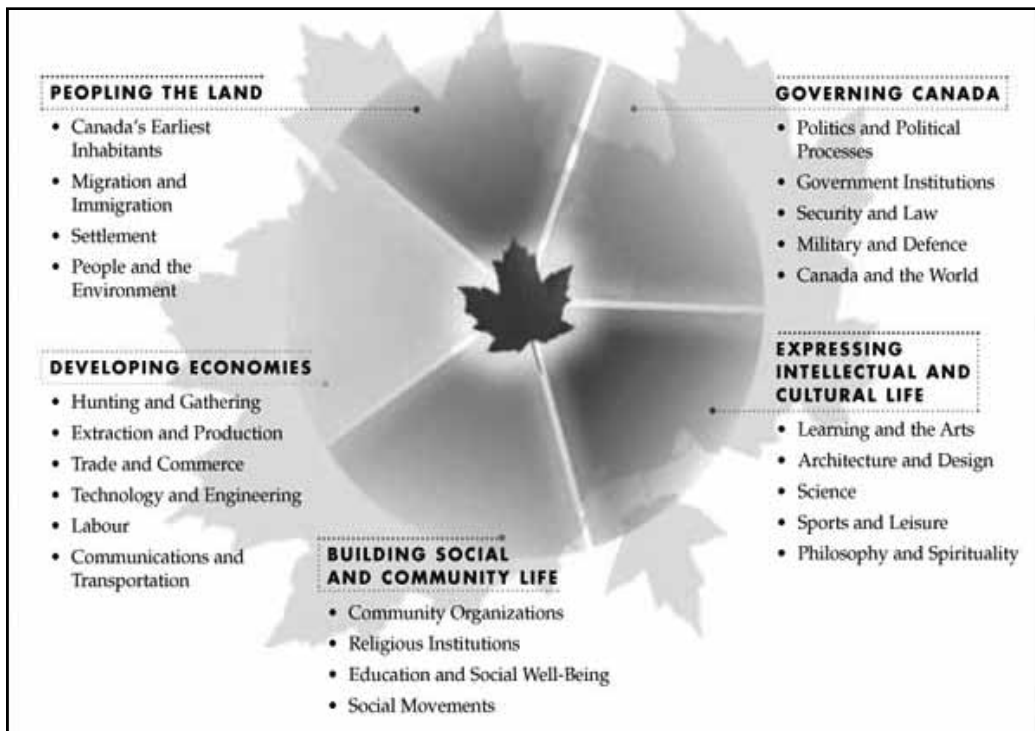 PEOPLING THE LAND
• Canada's Earliest
Inhabitants
• Migration and
Immigration
• Settlement
• People and the
Environment
GOVERNING CANADA
• Politics and Political
Processes
• Government Institutions
• Security and Law
• Military and Defence
• Canada and the World
DEVELOPING ECONOMIES
• Hunting and Gathering
• Extraction and Production
• Trade and Commerce
• Technology and Engineering
• Labour
• Communications and
Transportation
EXPRESSING
INTELLECTUAL AND
CULTURAL LIFE
• Learning and the Arts
• Architecture and Design
• Science
• Sports and Leisure
• Philosophy and Spirituality
BUILDING SOCIAL
AND COMMUNITY LIFE
• Community Organizations
• Religious Institutions
• Education and Social Well-Being
• Social Movements